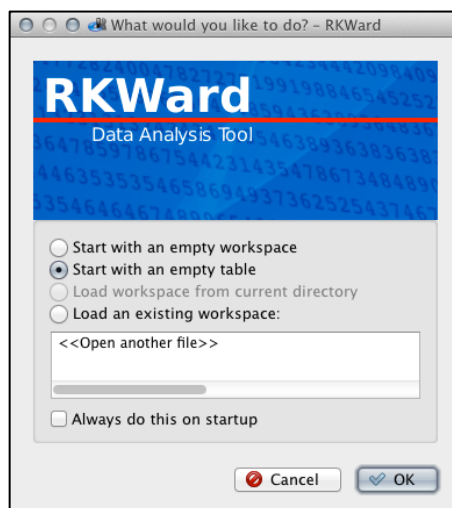 What would you like to do? – RKWard
RKWard
Data Analysis Tool
Start with an empty workspace
Start with an empty table
Load workspace from current directory
Load an existing workspace:
<<Open another file>>
Always do this on startup
Cancel
OK